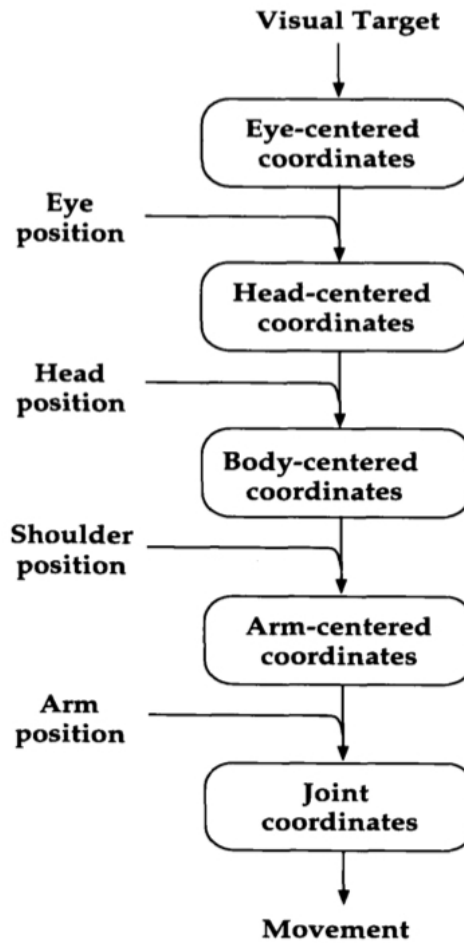 Visual Target
Eye-centered
coordinates
Eye
position
Head-centered
coordinates
Head
position
Body-centered
coordinates
Shoulder
position
Arm-centered
coordinates
Arm
position
Joint
coordinates
Movement